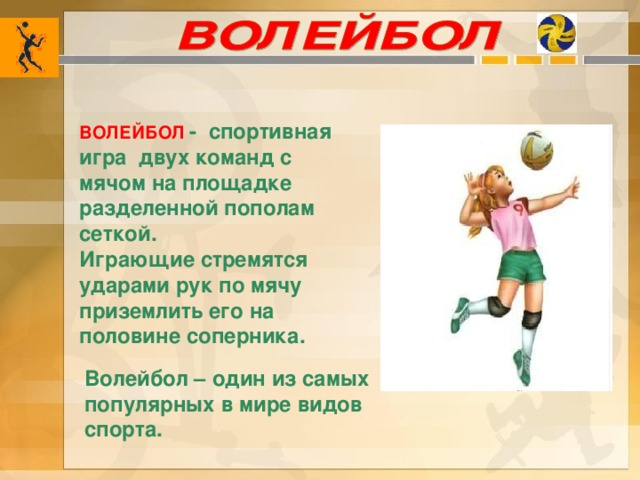 ВОЛЕЙБОЛ
ВОЛЕЙБОЛ - спортивная
игра двух команд с
мячом на площадке
разделенной пополам
сеткой.
Играющие стремятся
ударами рук по мячу
приземлить его на
половине соперника.
Волейбол – один из самых
популярных в мире видов
спорта.
9